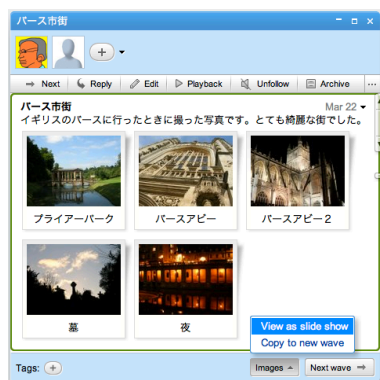 バース市街
→ Next Reply Edit Playback Unfollow Archive ...
バース市街 Mar 22
イギリスのバースに行ったときに撮った写真です。とても綺麗な街でした。
プライアーパーク バースアビー バースアビー２
墓 夜
View as slide show
Copy to new wave
Tags: Images Next wave →